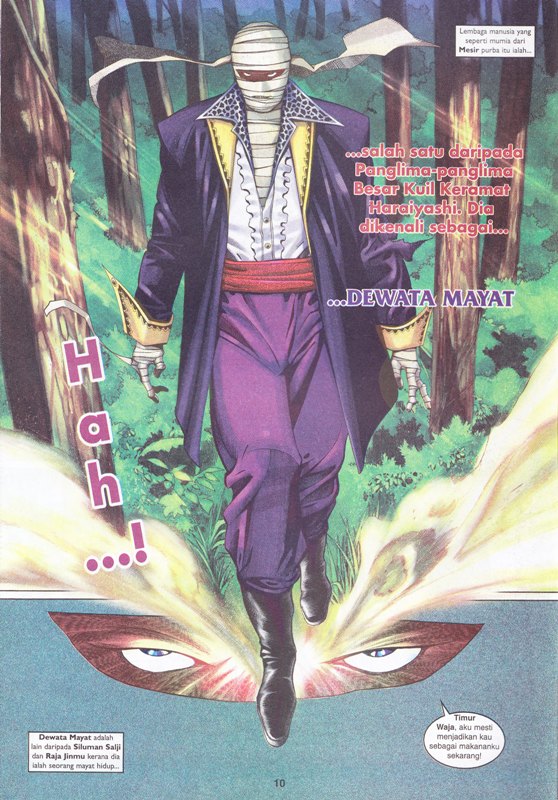 Lembaga manusia yang
seperti mumia dari
Mesir purba itu ialah...
...salah satu daripada
Panglima-panglima
Besar Kuil Keramat
Haraiyashi. Dia
dikenali sebagai...
...DEWATA MAYAT
Hah...!
Timur
Waja, aku mesti
menjadikan kau
sebagai makananku
sekarang!
Dewata Mayat adalah
lain daripada Siluman Salji
dan Raja Jinmu kerana dia
ialah seorang mayat hidup...
10